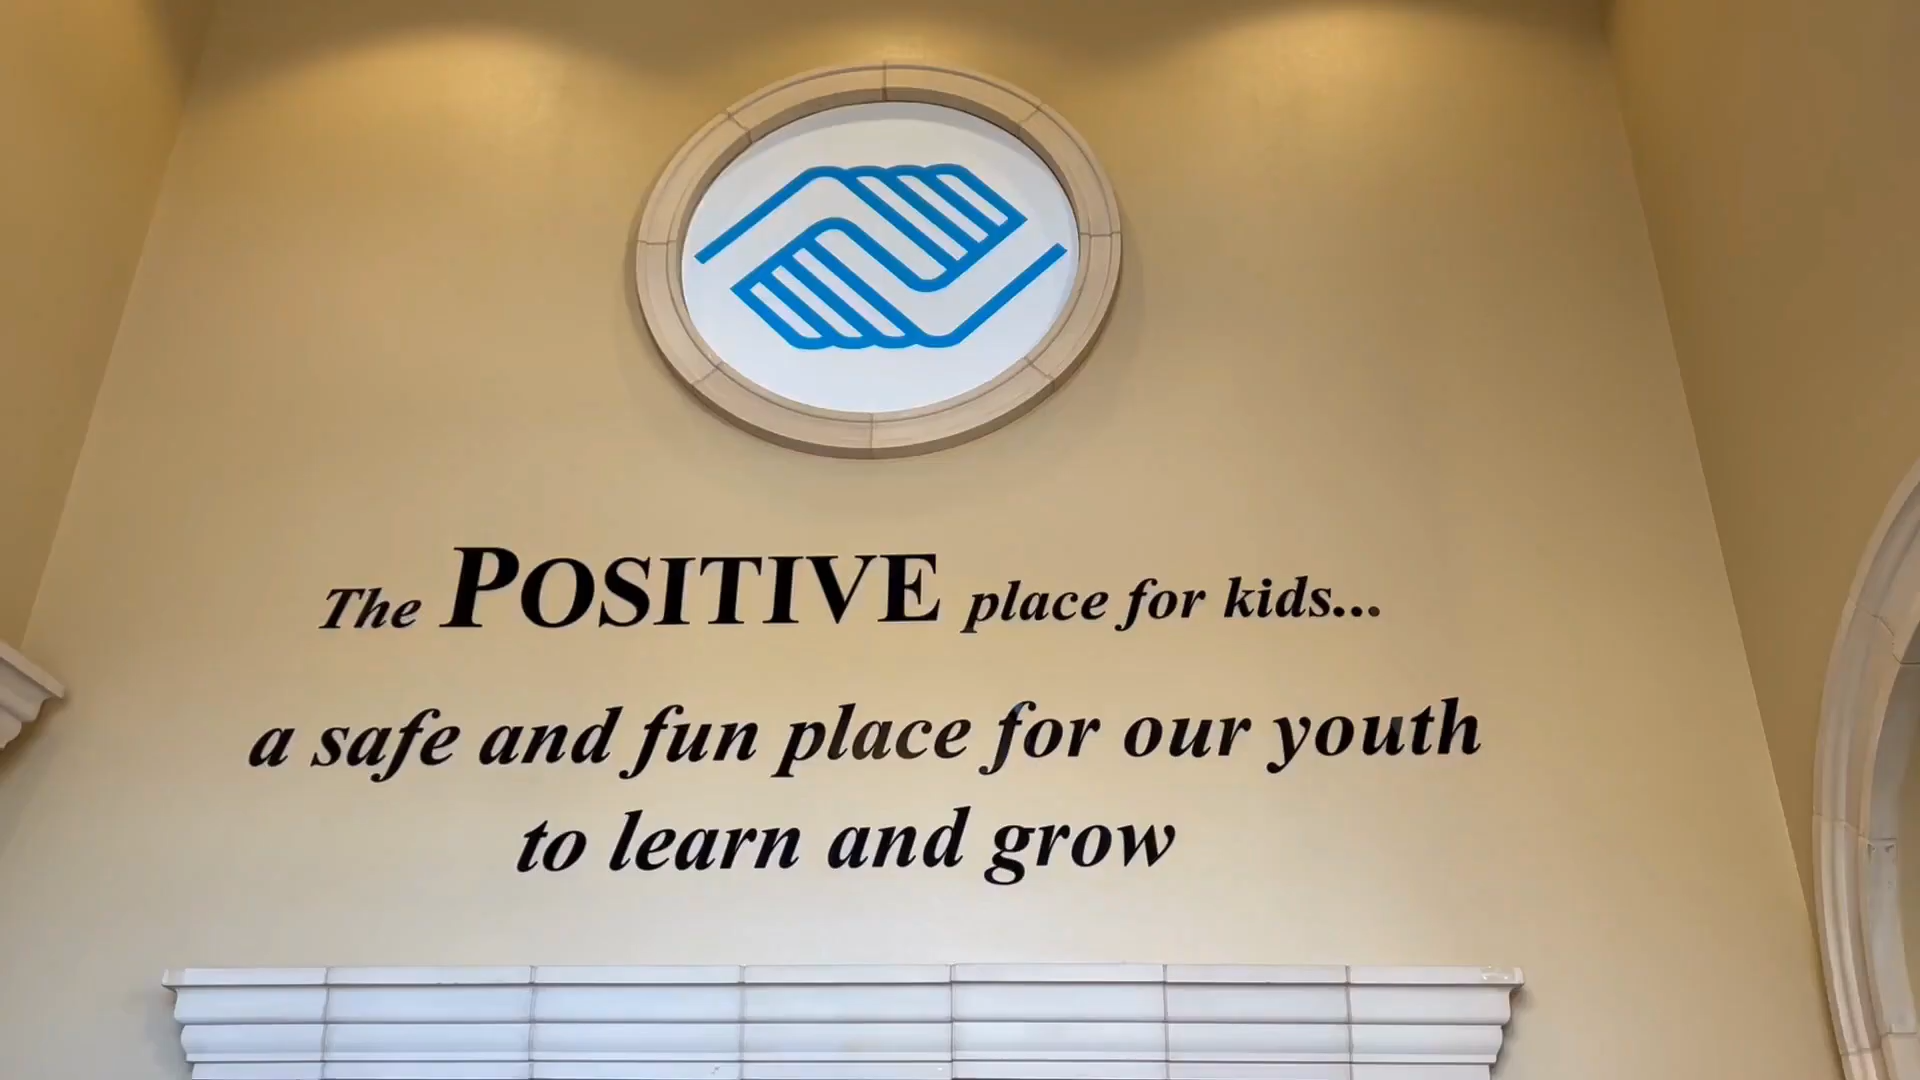 The POSITIVE place for kids...
a safe and fun place for our youth
to learn and grow